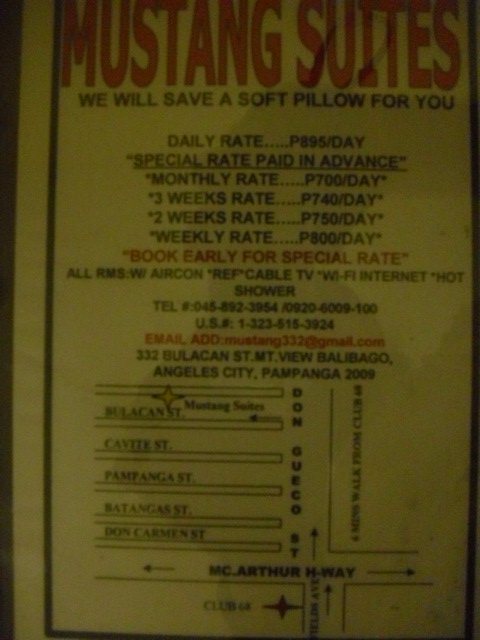 MUSTANG SUITES
WE WILL SAVE A SOFT PILLOW FOR YOU
DAILY RATE.....P895/DAY
"SPECIAL RATE PAID IN ADVANCE"
*MONTHLY RATE.....P700/DAY*
*3 WEEKS RATE.....P740/DAY*
*2 WEEKS RATE.....P750/DAY*
*WEEKLY RATE.....P800/DAY*
"BOOK EARLY FOR SPECIAL RATE"
ALL RMS:W/ AIRCON *REF*CABLE TV *WI-FI INTERNET *HOT
SHOWER
TEL #:045-892-3954 /0920-6009-100
U.S.#: 1-323-515-3924
EMAIL ADD:mustang332@gmail.com
332 BULACAN ST.MT.VIEW BALIBAGO,
ANGELES CITY, PAMPANGA 2009
Mustang Suites
BULACAN ST.
CAVITE ST.
PAMPANGA ST.
BATANGAS ST.
DON CARMEN ST
DON GUECO ST
6 MINS WALK FROM CLUB 68
MC.ARTHUR H-WAY
CLUB 68